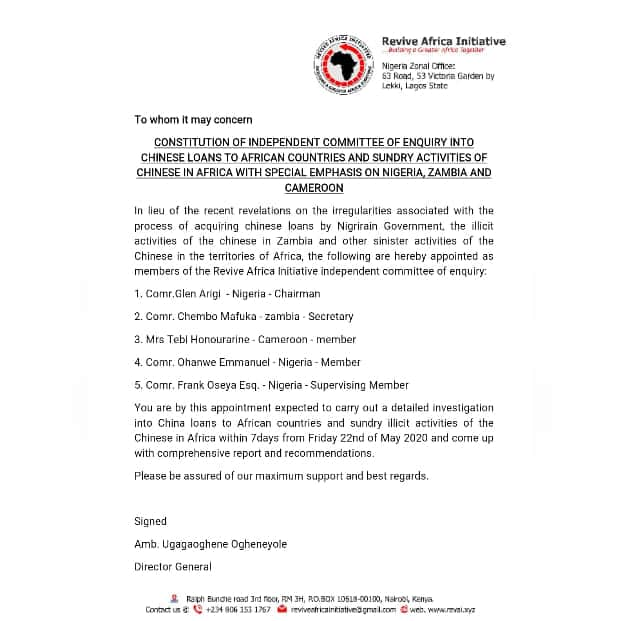 REVIVE AFRICA INITIATIVE
Revive Africa Initiative
...Building a Greater Africa Together
Nigeria Zonal Office:
63 Road, 53 Victoria Garden by
Lekki, Lagos State
To whom it may concern
CONSTITUTION OF INDEPENDENT COMMITTEE OF ENQUIRY INTO
CHINESE LOANS TO AFRICAN COUNTRIES AND SUNDRY ACTIVITIES OF
CHINESE IN AFRICA WITH SPECIAL EMPHASIS ON NIGERIA, ZAMBIA AND
CAMEROON
In lieu of the recent revelations on the irregularities associated with the
process of acquiring chinese loans by Nigrirain Government, the illicit
activities of the chinese in Zambia and other sinister activities of the
Chinese in the territories of Africa, the following are hereby appointed as
members of the Revive Africa Initiative independent committee of enquiry:
1. Comr.Glen Arigi - Nigeria - Chairman
2. Comr. Chembo Mafuka - zambia - Secretary
3. Mrs Tebl Honourarine - Cameroon - member
4. Comr. Ohanwe Emmanuel - Nigeria - Member
5. Comr. Frank Oseya Esq. - Nigeria - Supervising Member
You are by this appointment expected to carry out a detailed investigation
into China loans to African countries and sundry illicit activities of the
Chinese in Africa within 7days from Friday 22nd of May 2020 and come up
with comprehensive report and recommendations.
Please be assured of our maximum support and best regards.
Signed
Amb. Ugagaoghene Ogheneyole
Director General
Ralph Bunche road 3rd floor, RM 3H, P.O.BOX 10618-00100, Nairobi, Kenya.
Contact us @ +234 806 153 1767 reviveafricainitiative@gmail.com web. www.revai.xyz